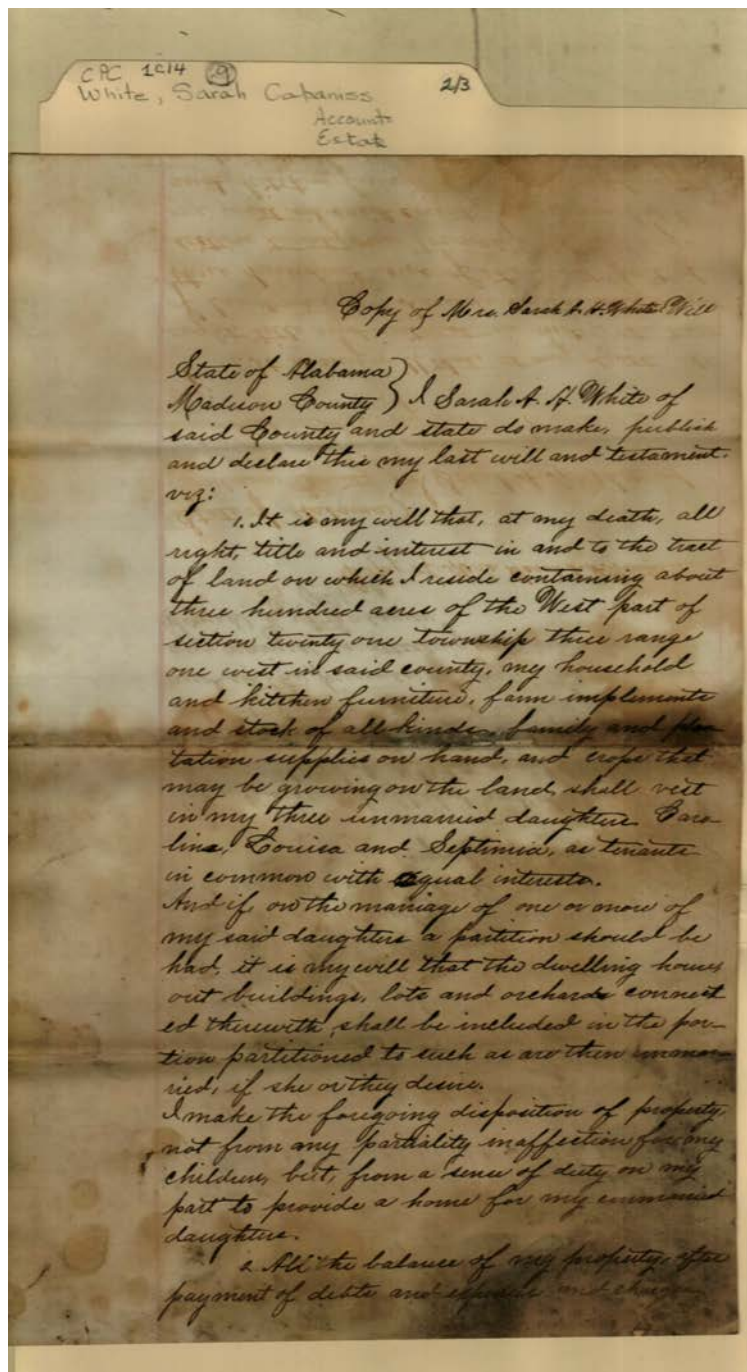 CPC 1C14 9
White, Sarah Cabaniss 2/3
Accounts
Estate
Copy of Mrs. Sarah A. H. White Will
State of Alabama }
Madison County } I Sarah A. H. White of
said County and state do make, publish
and declare this my last will and testament.
viz:
1. It is my will that, at my death, all
right, title and interest in and to the tract
of land on which I reside containing about
three hundred acres of the West part of
section twenty one township three range
one west in said county, my household
and kitchen furniture, farm implements
and stock of all kinds, family and plan
tation supplies on hand, and crops that
may be growing on the land, shall vest
in my three unmarried daughters Caro-
line, Louisa and Septimia, as tenants
in common with equal interests.
And if, on the marriage of one or more of
my said daughters a partition should be
had, it is my will that the dwelling house,
out buildings, lots and orchards connect
ed therewith, shall be included in the por-
tion partitioned to such as are then unmar-
ried, if she or they desire.
I make the foregoing disposition of property,
not from any partiality in affection for my
children, but, from a sense of duty on my
part to provide a home for my unmarried
daughters.
2. All the balance of my property, after
payment of debts and expenses and charges